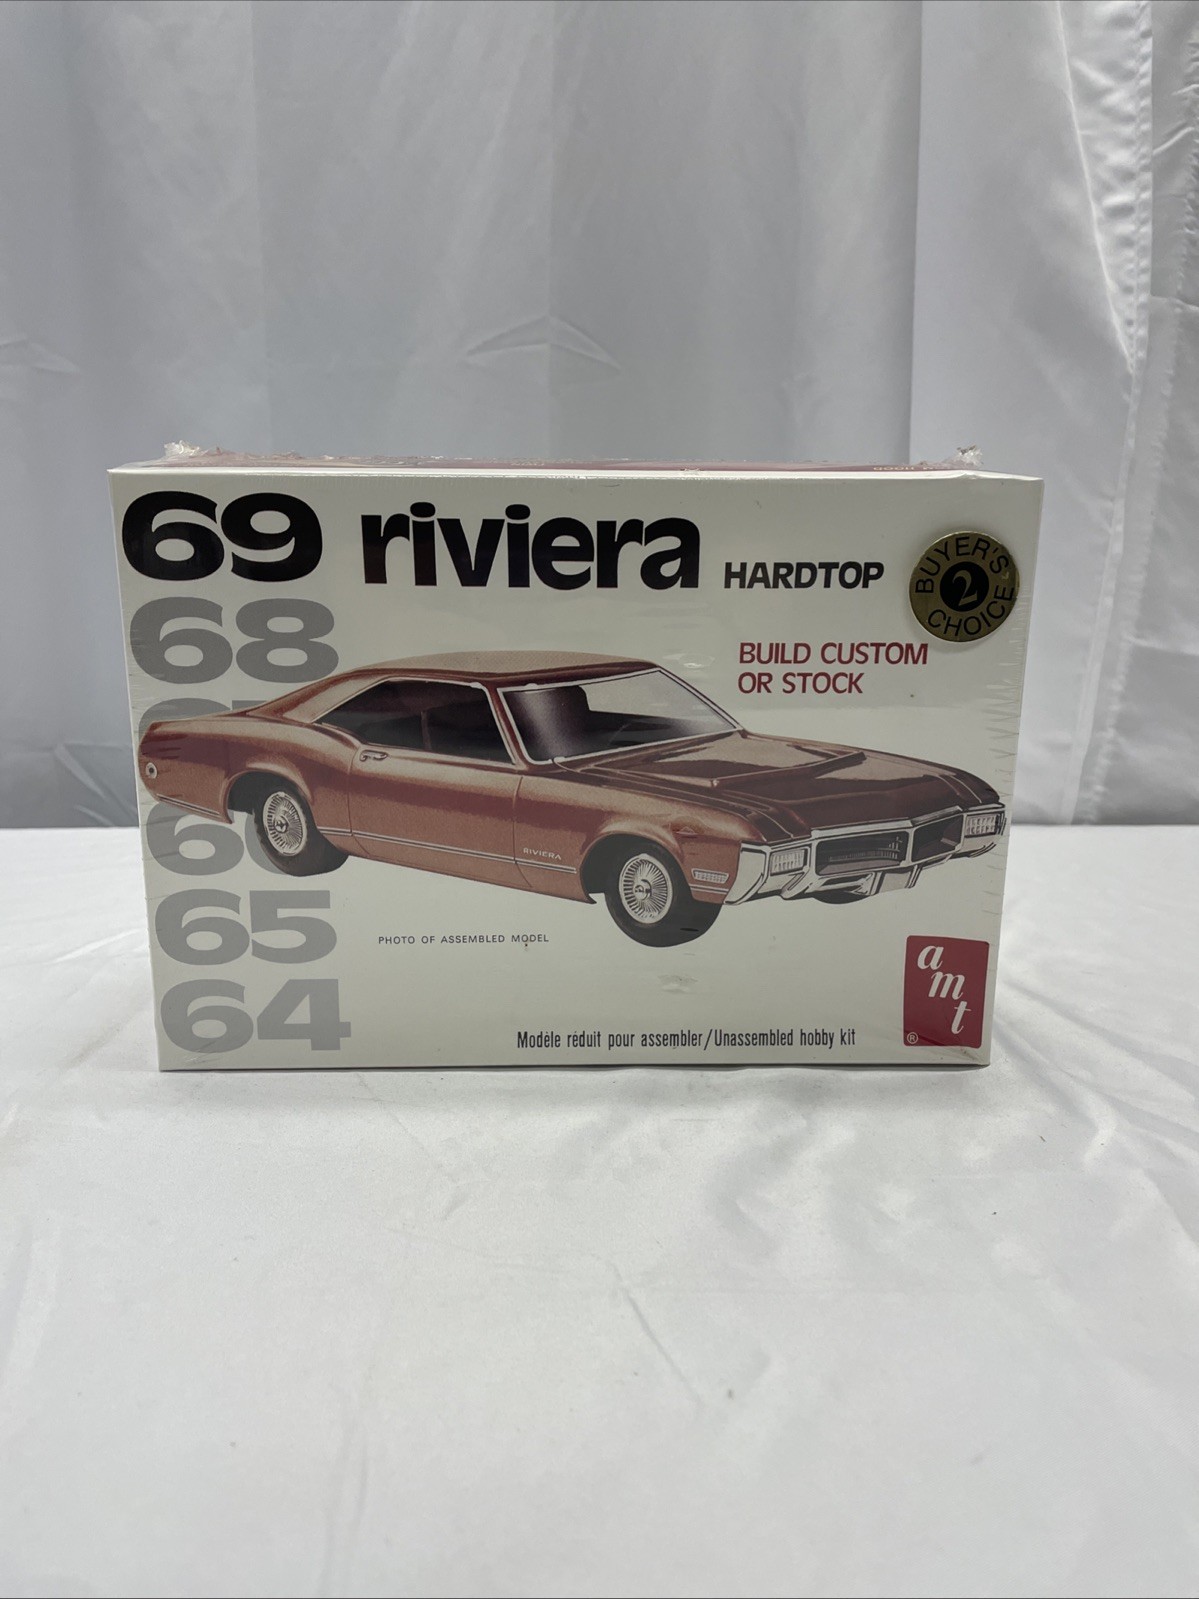 69 riviera HARDTOP
BUYER'S
2
CHOICE
68
BUILD CUSTOM
OR STOCK
RIVIERA
65
PHOTO OF ASSEMBLED MODEL
64
amt
®
Modèle réduit pour assembler/Unassembled hobby kit